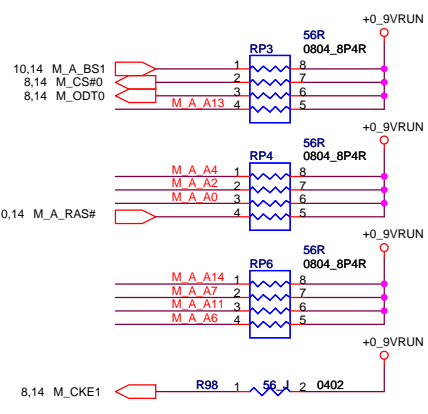 +0_9VRUN
RP3 56R
0804_8P4R
10,14 M_A_BS1 1 8
8,14 M_CS#0 2 7
8,14 M_ODT0 3 6
M_A_A13 4 5
+0_9VRUN
56R
RP4 0804_8P4R
M_A_A4 1 8
M_A_A2 2 7
M_A_A0 3 6
0,14 M_A_RAS# 4 5
+0_9VRUN
56R
RP6 0804_8P4R
M_A_A14 1 8
M_A_A7 2 7
M_A_A11 3 6
M_A_A6 4 5
+0_9VRUN
8,14 M_CKE1 R98 1 56_J 2 0402